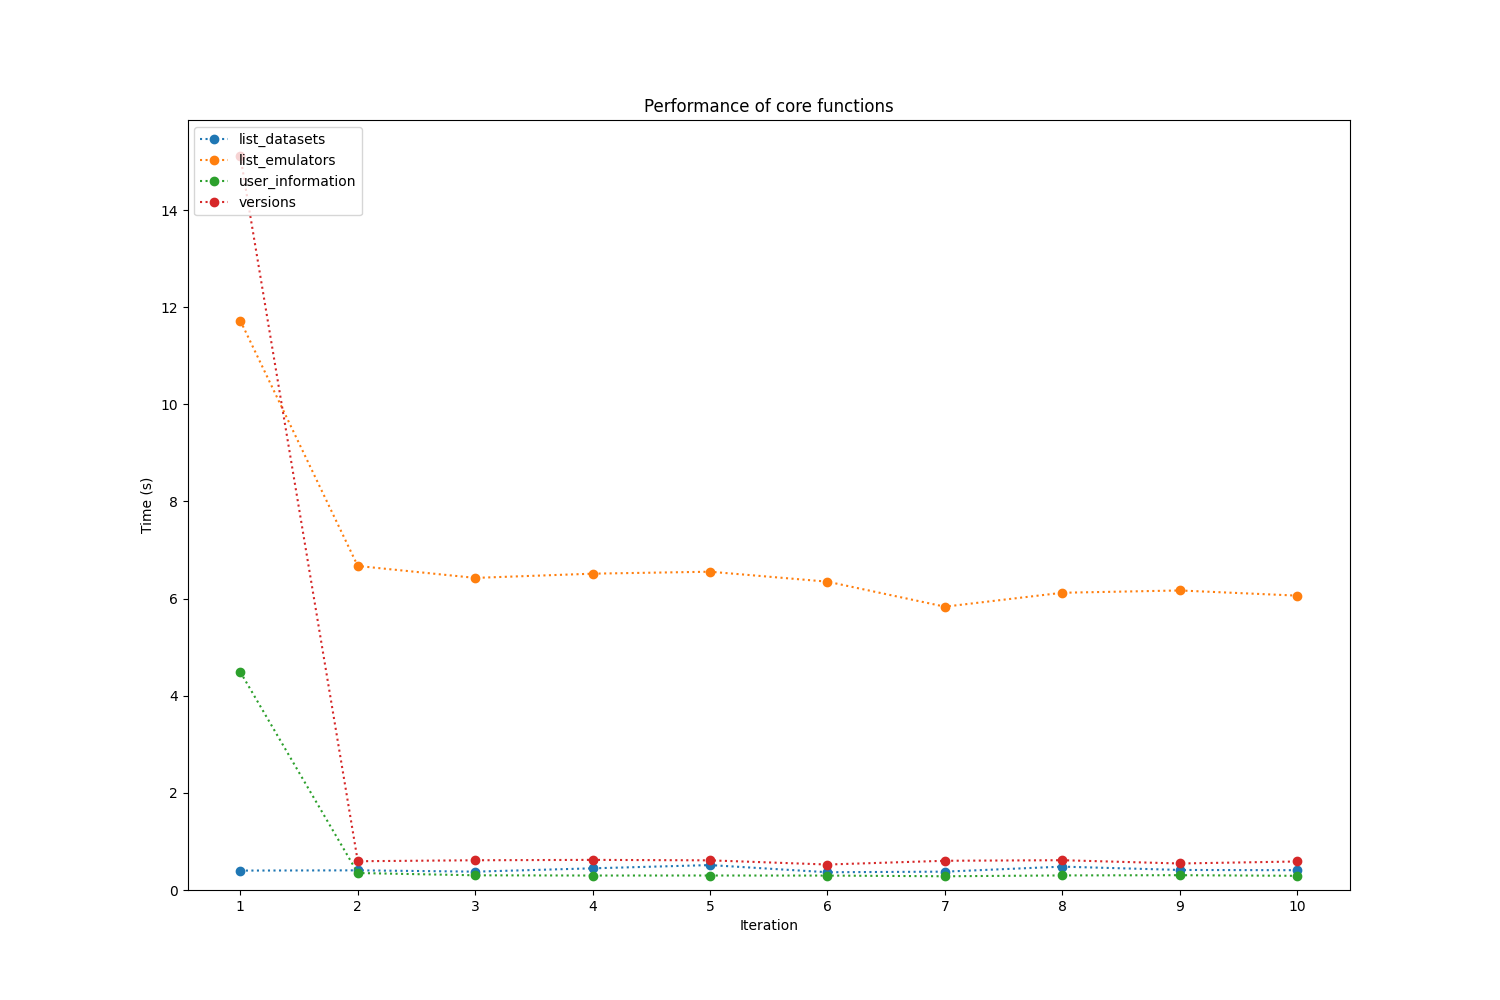 Performance of core functions
list_datasets
list_emulators
user_information
versions
14
12
10
8
6
4
2
0
Time (s)
1 2 3 4 5 6 7 8 9 10
Iteration